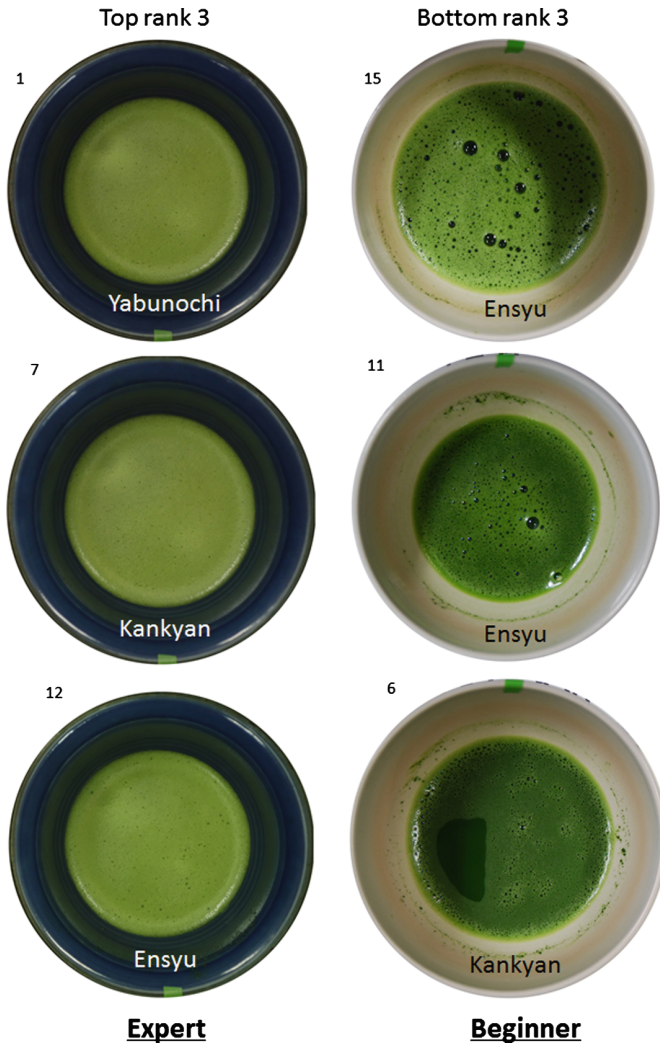 Top rank 3
Bottom rank 3
1
15
Yabunochi
Ensyu
7
11
Kankyan
Ensyu
12
6
Ensyu
Kankyan
Expert
Beginner